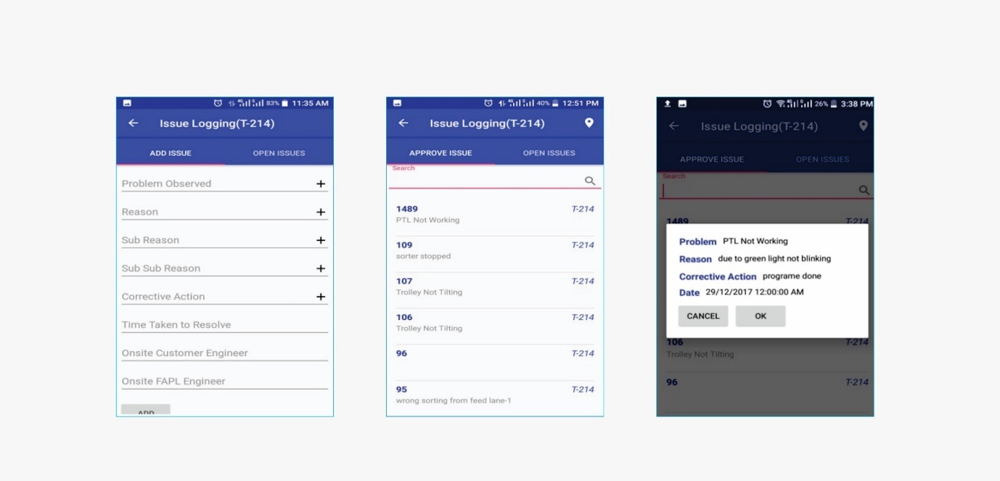 83% 11:35 AM
Issue Logging(T-214)
ADD ISSUE OPEN ISSUES
Problem Observed +
Reason +
Sub Reason +
Sub Sub Reason +
Corrective Action +
Time Taken to Resolve
Onsite Customer Engineer
Onsite FAPL Engineer
ADD
40% 12:51 PM
Issue Logging(T-214)
APPROVE ISSUE OPEN ISSUES
Search
1489 T-214
PTL Not Working
109 T-214
sorter stopped
107 T-214
Trolley Not Tilting
106 T-214
Trolley Not Tilting
96 T-214
95 T-214
wrong sorting from feed lane-1
26% 3:38 PM
Issue Logging(T-214)
APPROVE ISSUE OPEN ISSUES
Search
1489 T-214
Problem PTL Not Working
Reason due to green light not blinking
Corrective Action programe done
Date 29/12/2017 12:00:00 AM
CANCEL OK
106 T-214
Trolley Not Tilting
96 T-214